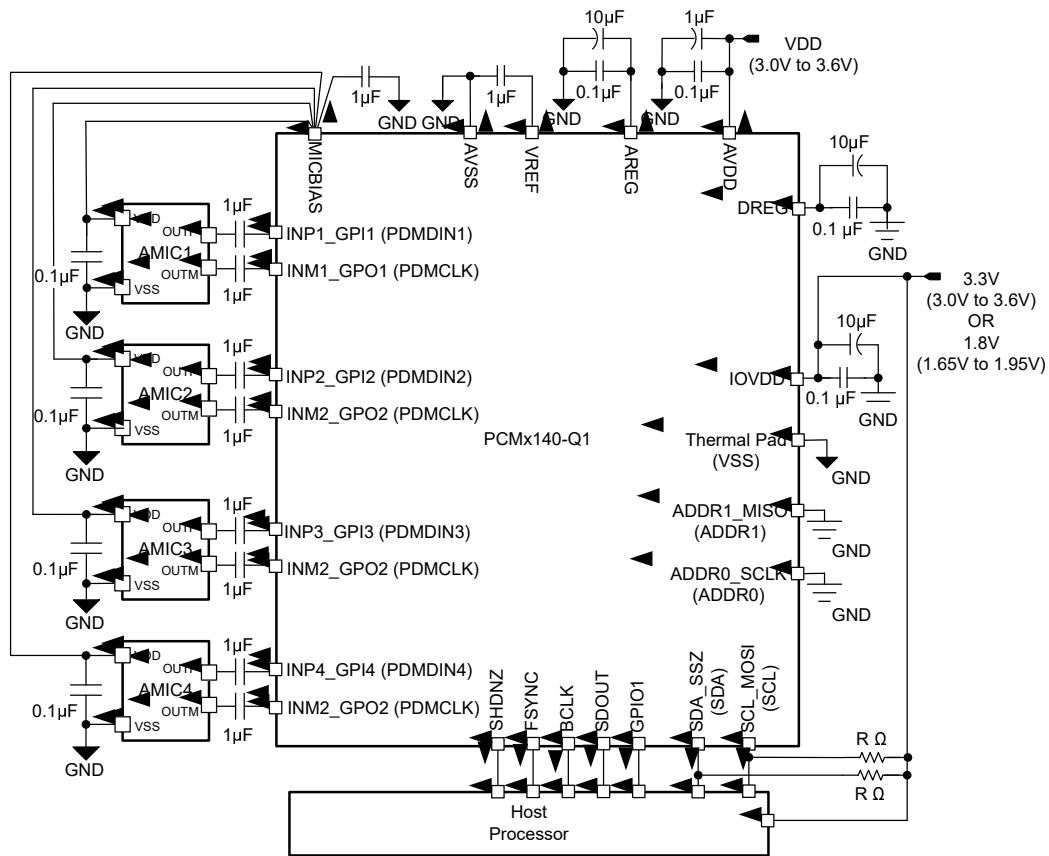 10µF
1µF
VDD
(3.0V to 3.6V)
0.1µF
0.1µF
1µF
1µF
GND
GND
GND
GND
MICBIAS
AVSS
VREF
AREG
AVDD
10µF
DREG
0.1 µF
GND
1µF
VDD
OUTP
AMIC1
OUTM
VSS
0.1µF
GND
1µF
INP1_GPI1 (PDMDIN1)
INM1_GPO1 (PDMCLK)
3.3V
(3.0V to 3.6V)
OR
1.8V
(1.65V to 1.95V)
10µF
IOVDD
0.1 µF
GND
1µF
VDD
OUTP
AMIC2
OUTM
VSS
0.1µF
GND
1µF
INP2_GPI2 (PDMDIN2)
INM2_GPO2 (PDMCLK)
PCMx140-Q1
Thermal Pad
(VSS)
GND
1µF
VDD
OUTP
AMIC3
OUTM
VSS
0.1µF
GND
1µF
INP3_GPI3 (PDMDIN3)
INM2_GPO2 (PDMCLK)
ADDR1_MISO
(ADDR1)
GND
ADDR0_SCLK
(ADDR0)
GND
1µF
VDD
OUTP
AMIC4
OUTM
VSS
0.1µF
GND
1µF
INP4_GPI4 (PDMDIN4)
INM2_GPO2 (PDMCLK)
SHDNZ
FSYNC
BCLK
SDOUT
GPIO1
SDA_SSZ
(SDA)
SCL_MOSI
(SCL)
R Ω
R Ω
Host
Processor